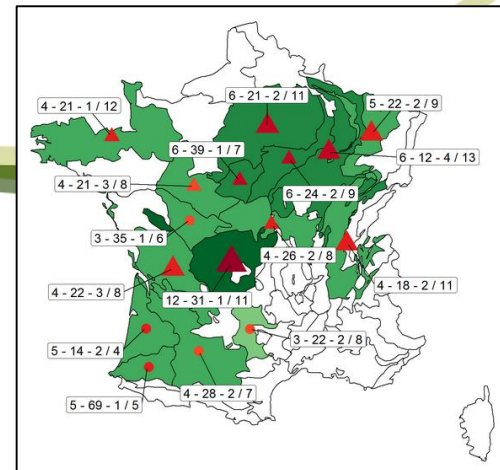 6 - 21 - 2 / 11
4 - 21 - 1 / 12
5 - 22 - 2 / 9
6 - 39 - 1 / 7
6 - 12 - 4 / 13
4 - 21 - 3 / 8
6 - 24 - 2 / 9
3 - 35 - 1 / 6
4 - 26 - 2 / 8
4 - 22 - 3 / 8
12 - 31 - 1 / 11
4 - 18 - 2 / 11
3 - 22 - 2 / 8
5 - 14 - 2 / 4
4 - 28 - 2 / 7
5 - 69 - 1 / 5